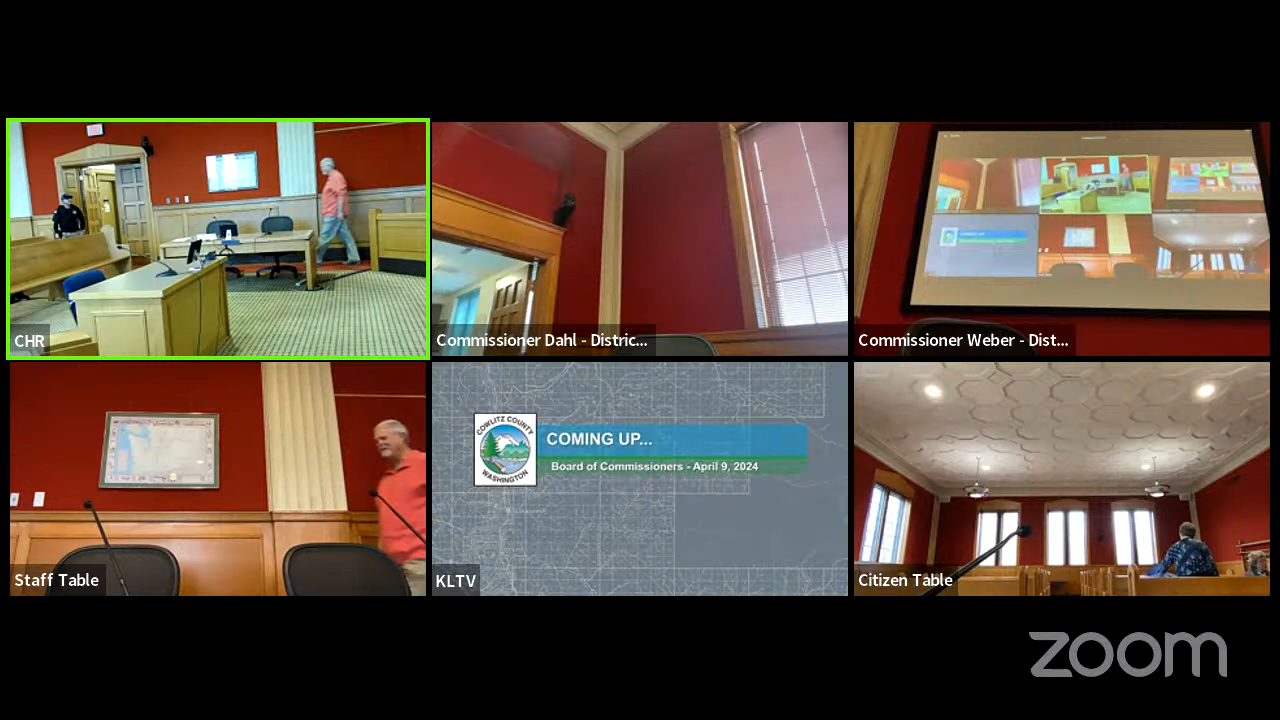 CHR
Commissioner Dahl - Distric...
Commissioner Weber - Dist...
Staff Table
COWLITZ COUNTY
WASHINGTON
COMING UP...
Board of Commissioners - April 9, 2024
KLTV
Citizen Table
zoom